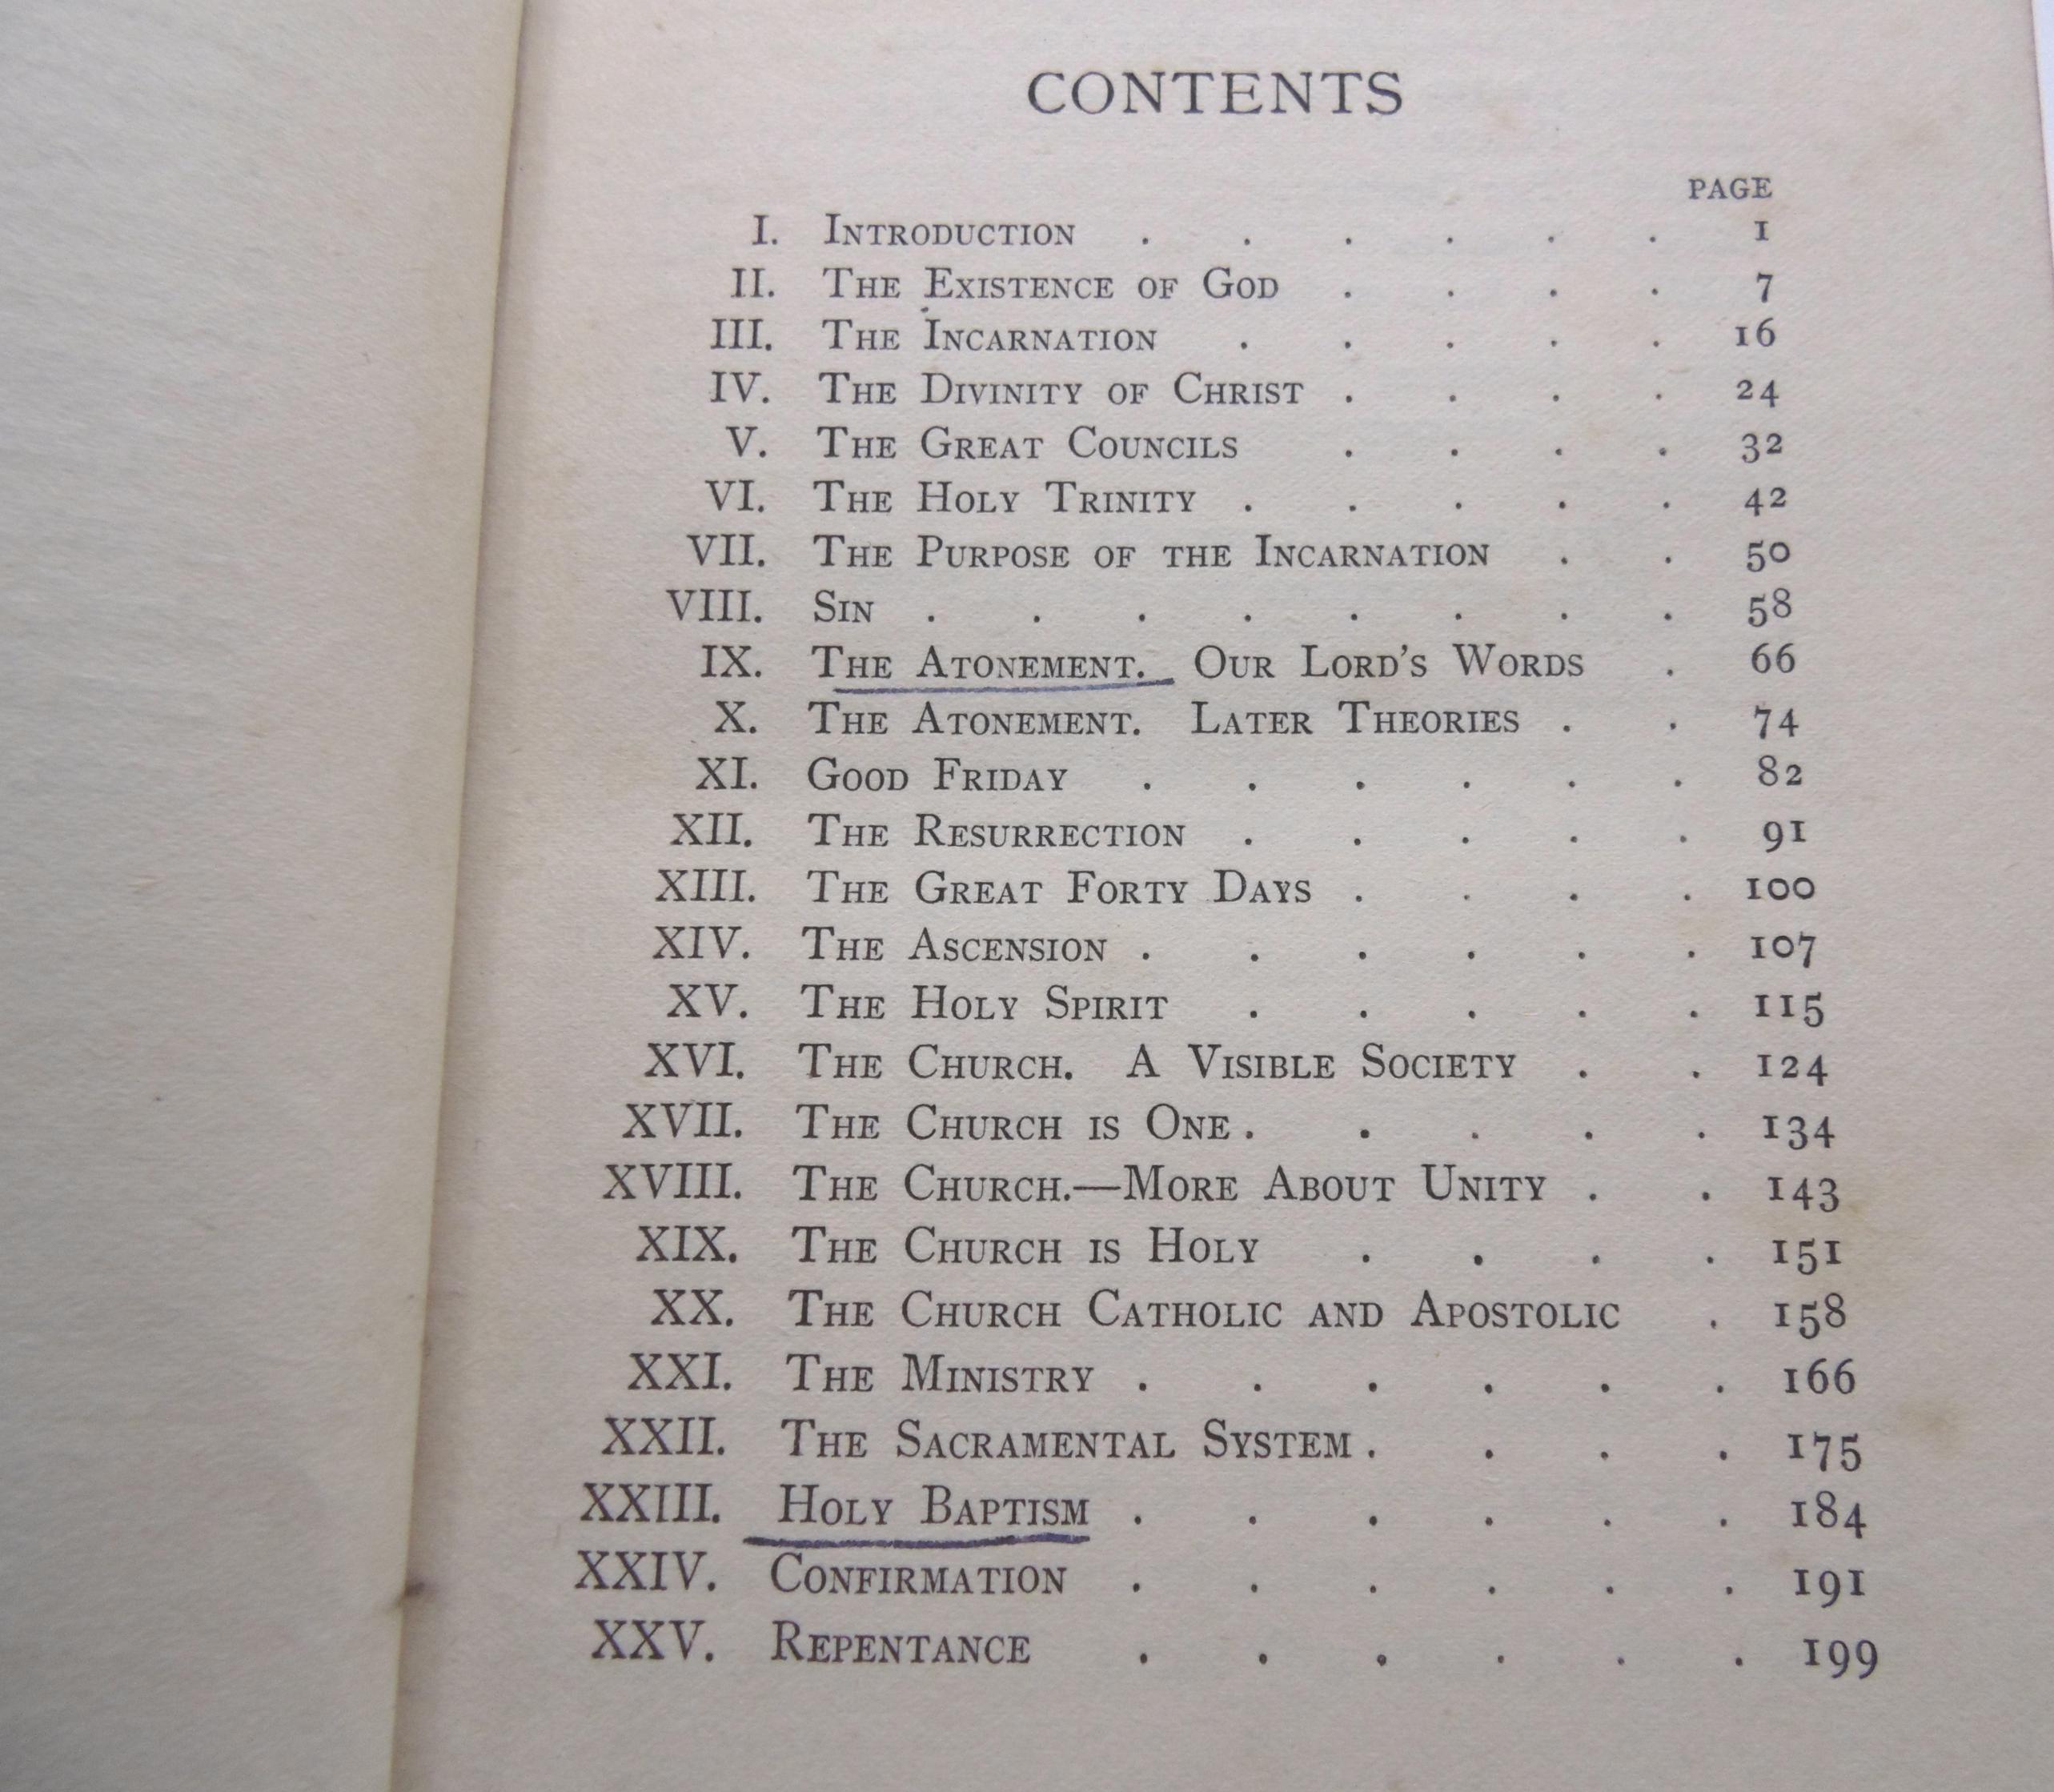 CONTENTS
PAGE
I. INTRODUCTION . . . . . . 1
II. THE EXISTENCE OF GOD . . . . 7
III. THE INCARNATION . . . . . 16
IV. THE DIVINITY OF CHRIST . . . . 24
V. THE GREAT COUNCILS . . . . 32
VI. THE HOLY TRINITY . . . . . 42
VII. THE PURPOSE OF THE INCARNATION . . 50
VIII. SIN . . . . . . . . 58
IX. THE ATONEMENT. OUR LORD'S WORDS . 66
X. THE ATONEMENT. LATER THEORIES . . 74
XI. GOOD FRIDAY . . . . . . 82
XII. THE RESURRECTION . . . . . 91
XIII. THE GREAT FORTY DAYS . . . . 100
XIV. THE ASCENSION . . . . . . 107
XV. THE HOLY SPIRIT . . . . . 115
XVI. THE CHURCH. A VISIBLE SOCIETY . . 124
XVII. THE CHURCH IS ONE . . . . . 134
XVIII. THE CHURCH.—MORE ABOUT UNITY . . 143
XIX. THE CHURCH IS HOLY . . . . 151
XX. THE CHURCH CATHOLIC AND APOSTOLIC . 158
XXI. THE MINISTRY . . . . . . 166
XXII. THE SACRAMENTAL SYSTEM . . . . 175
XXIII. HOLY BAPTISM . . . . . . 184
XXIV. CONFIRMATION . . . . . . 191
XXV. REPENTANCE . . . . . . 199